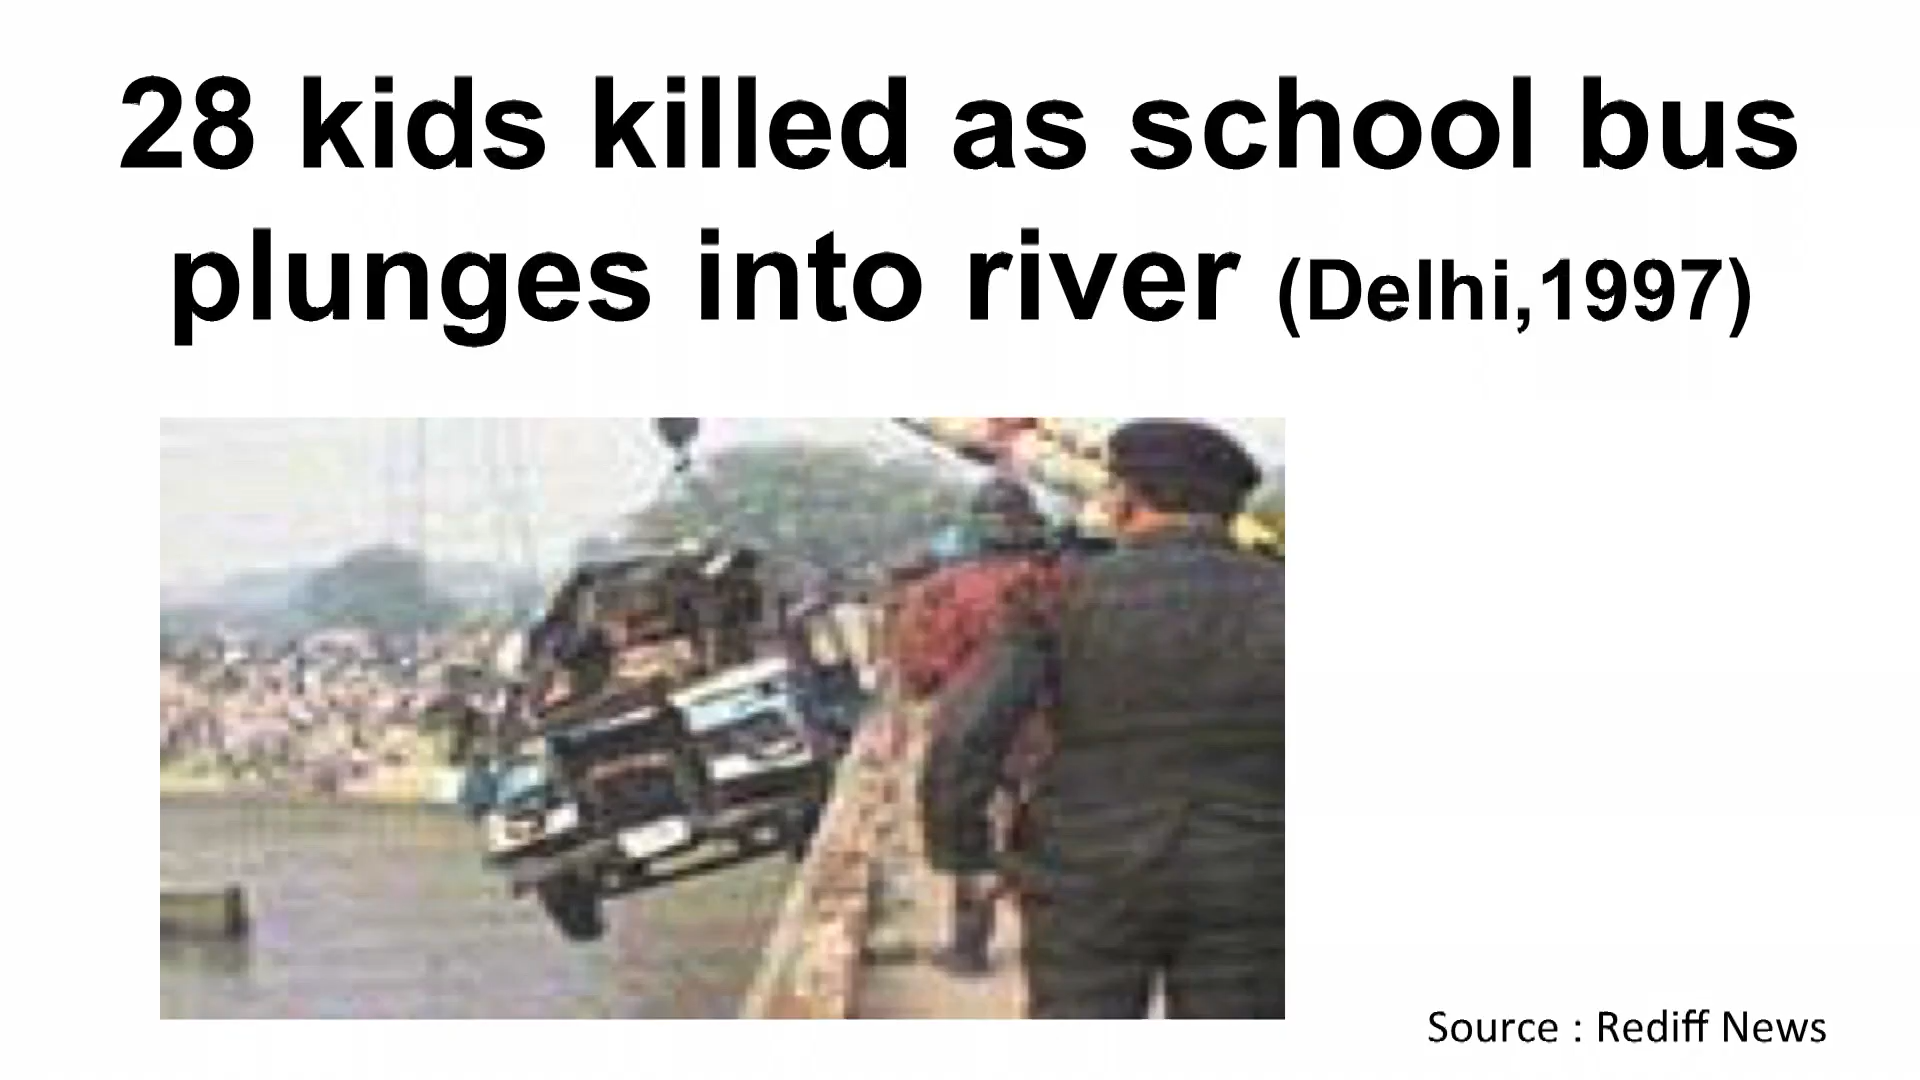 28 kids killed as school bus
plunges into river (Delhi,1997)
Source : Rediff News